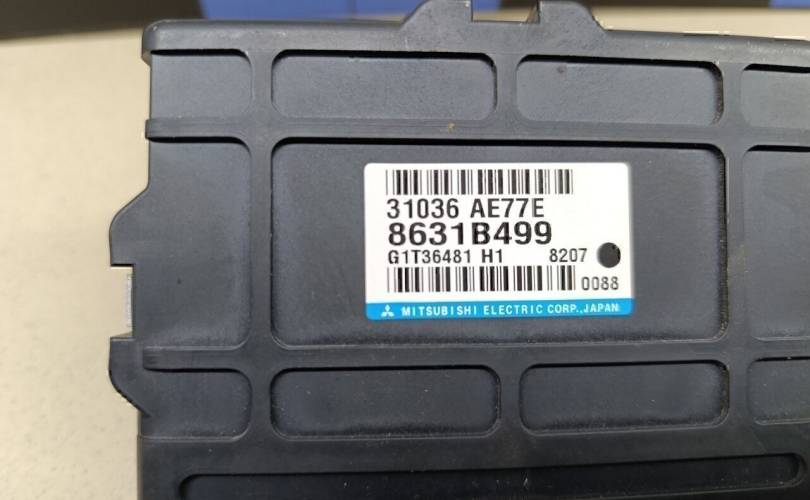 31036 AE77E
8631B499
G1T36481 H1 8207
0088
MITSUBISHI ELECTRIC CORP., JAPAN